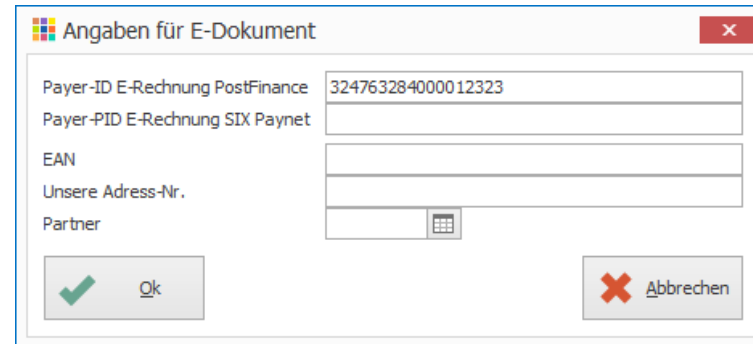 Angaben für E-Dokument
Payer-ID E-Rechnung PostFinance 324763284000012323
Payer-PID E-Rechnung SIX Paynet
EAN
Unsere Adress-Nr.
Partner
Ok Abbrechen